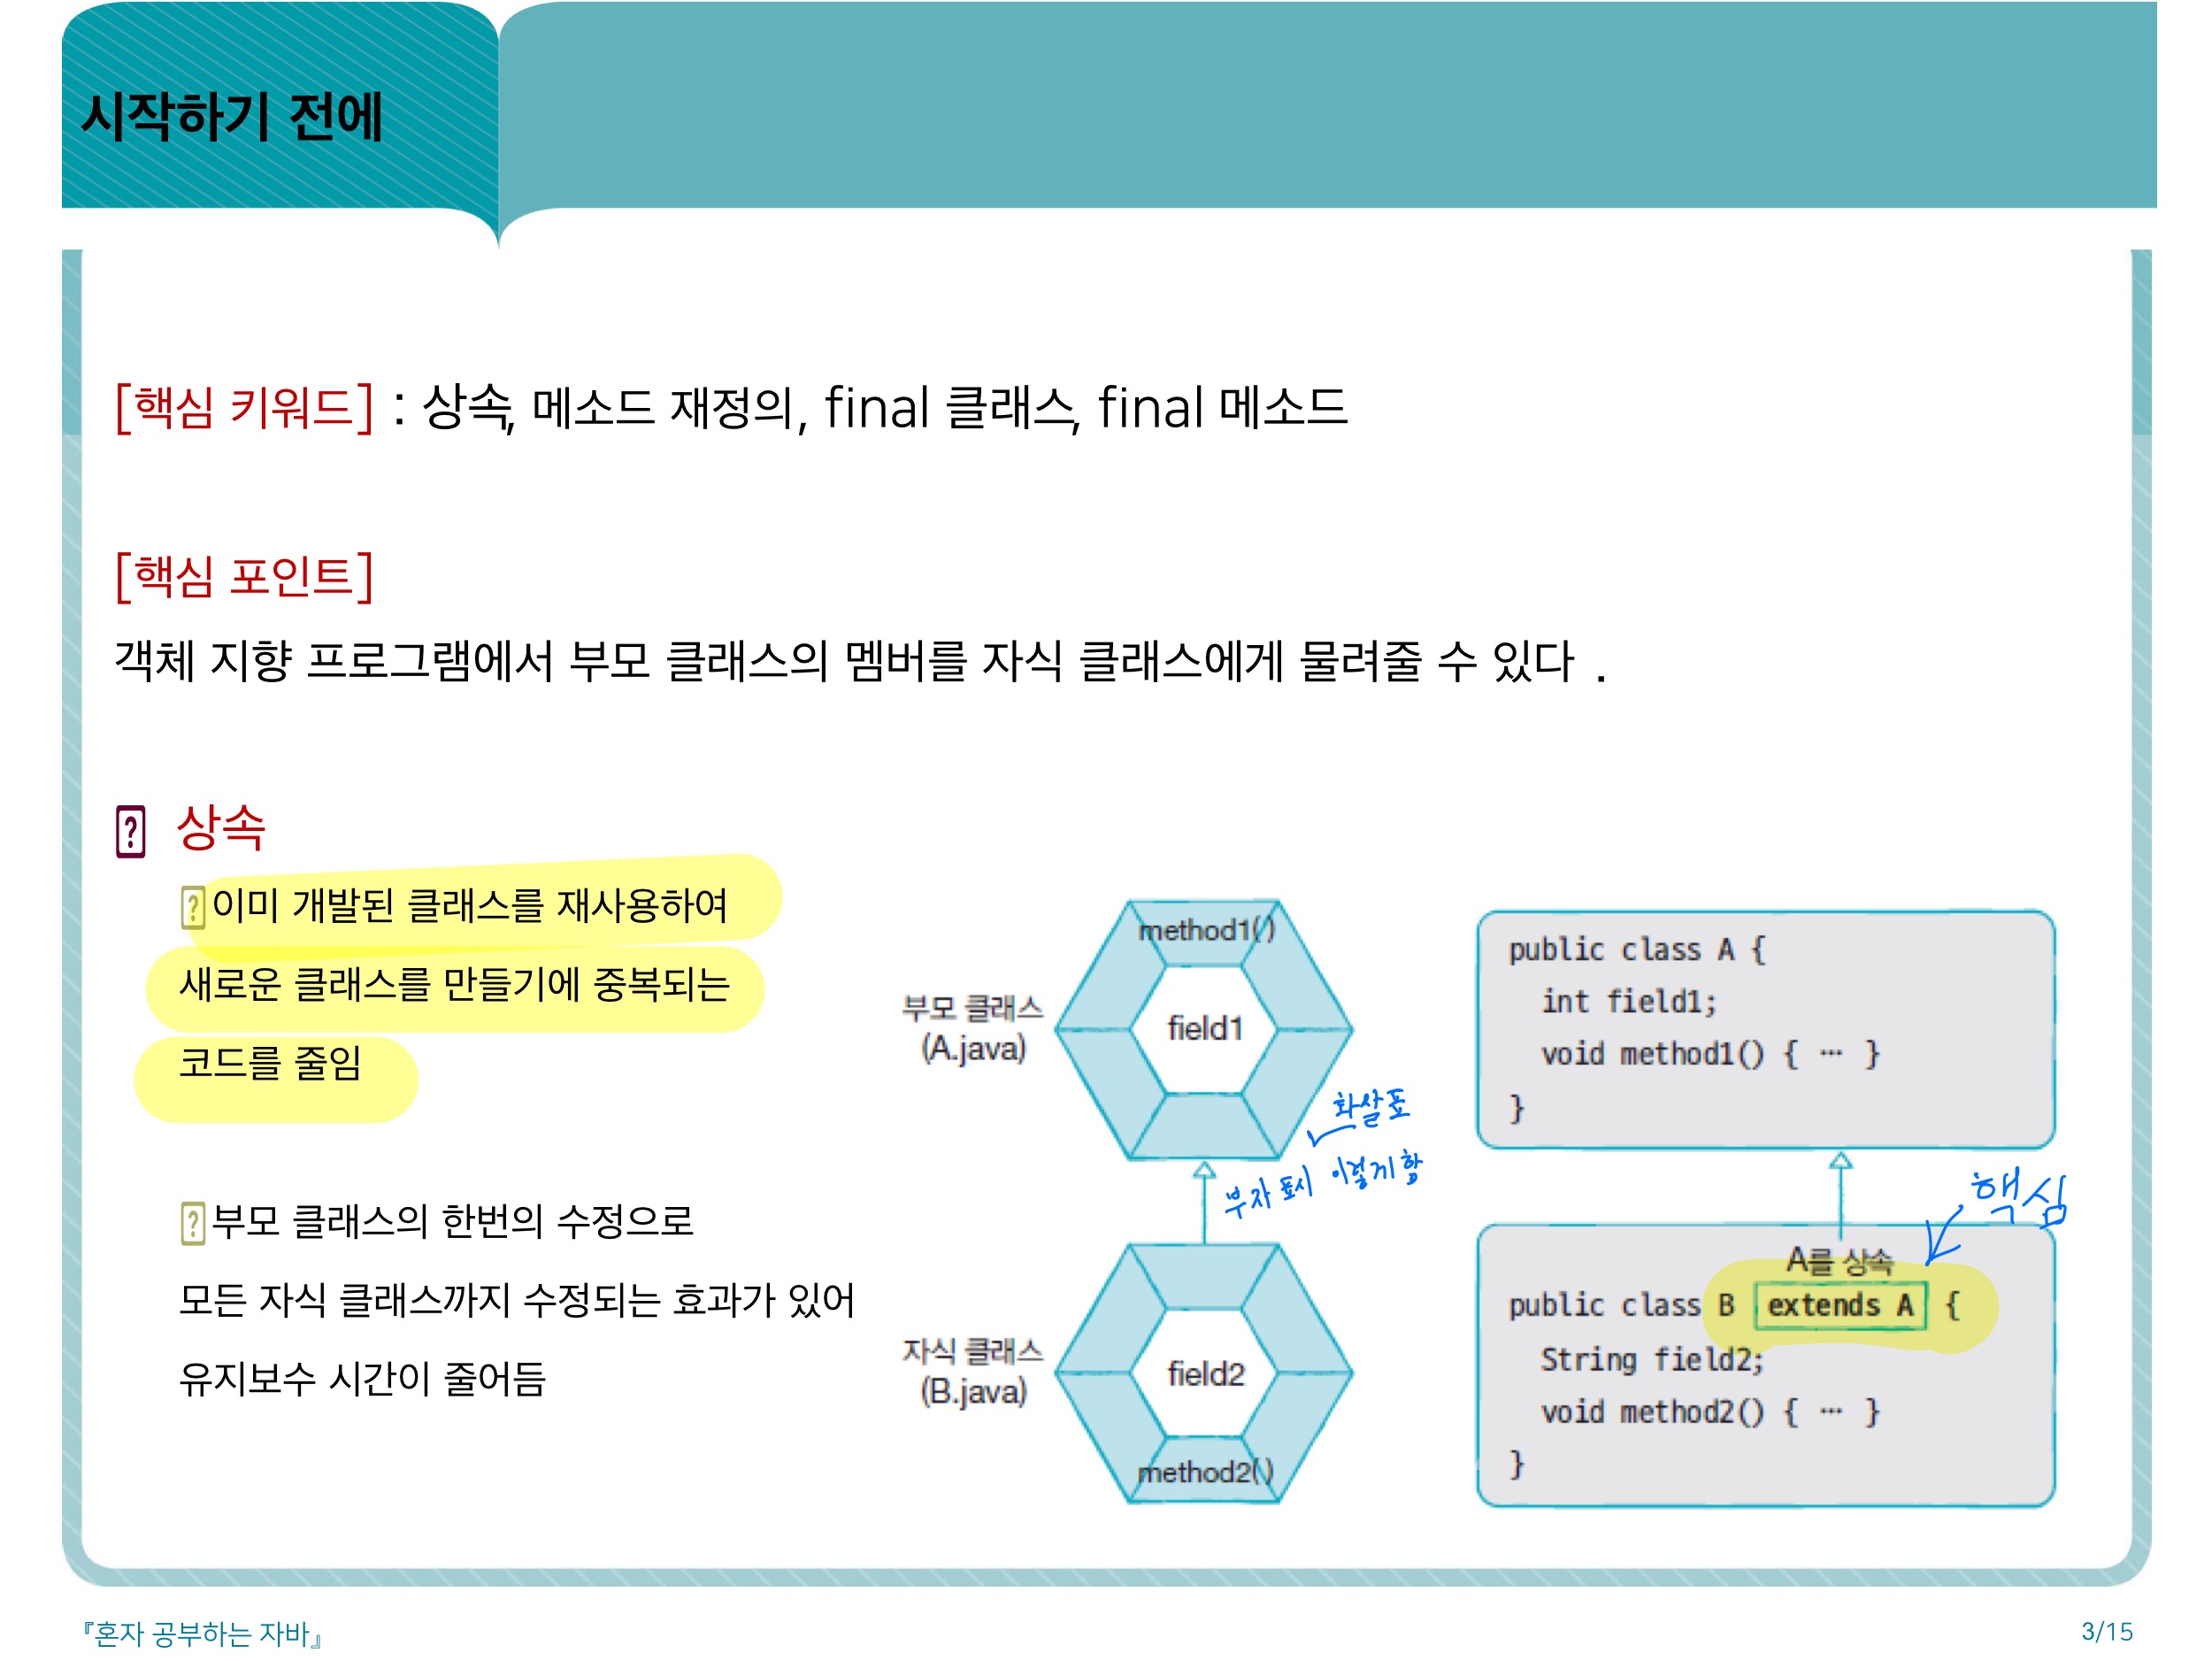 시작하기 전에
[핵심 키워드] : 상속, 메소드 재정의, final 클래스, final 메소드
[핵심 포인트]
객체 지향 프로그램에서 부모 클래스의 멤버를 자식 클래스에게 물려줄 수 있다 .
상속
이미 개발된 클래스를 재사용하여
새로운 클래스를 만들기에 중복되는
코드를 줄임
부모 클래스의 한번의 수정으로
모든 자식 클래스까지 수정되는 효과가 있어
유지보수 시간이 줄어듬
method1()
부모 클래스
(A.java)
field1
화살표
부자 표시 이렇게 함
자식 클래스
(B.java)
field2
method2()
public class A {
int field1;
void method1() { ··· }
}
핵심
A를 상속
public class B extends A {
String field2;
void method2() { ··· }
}
『혼자 공부하는 자바』
3/15